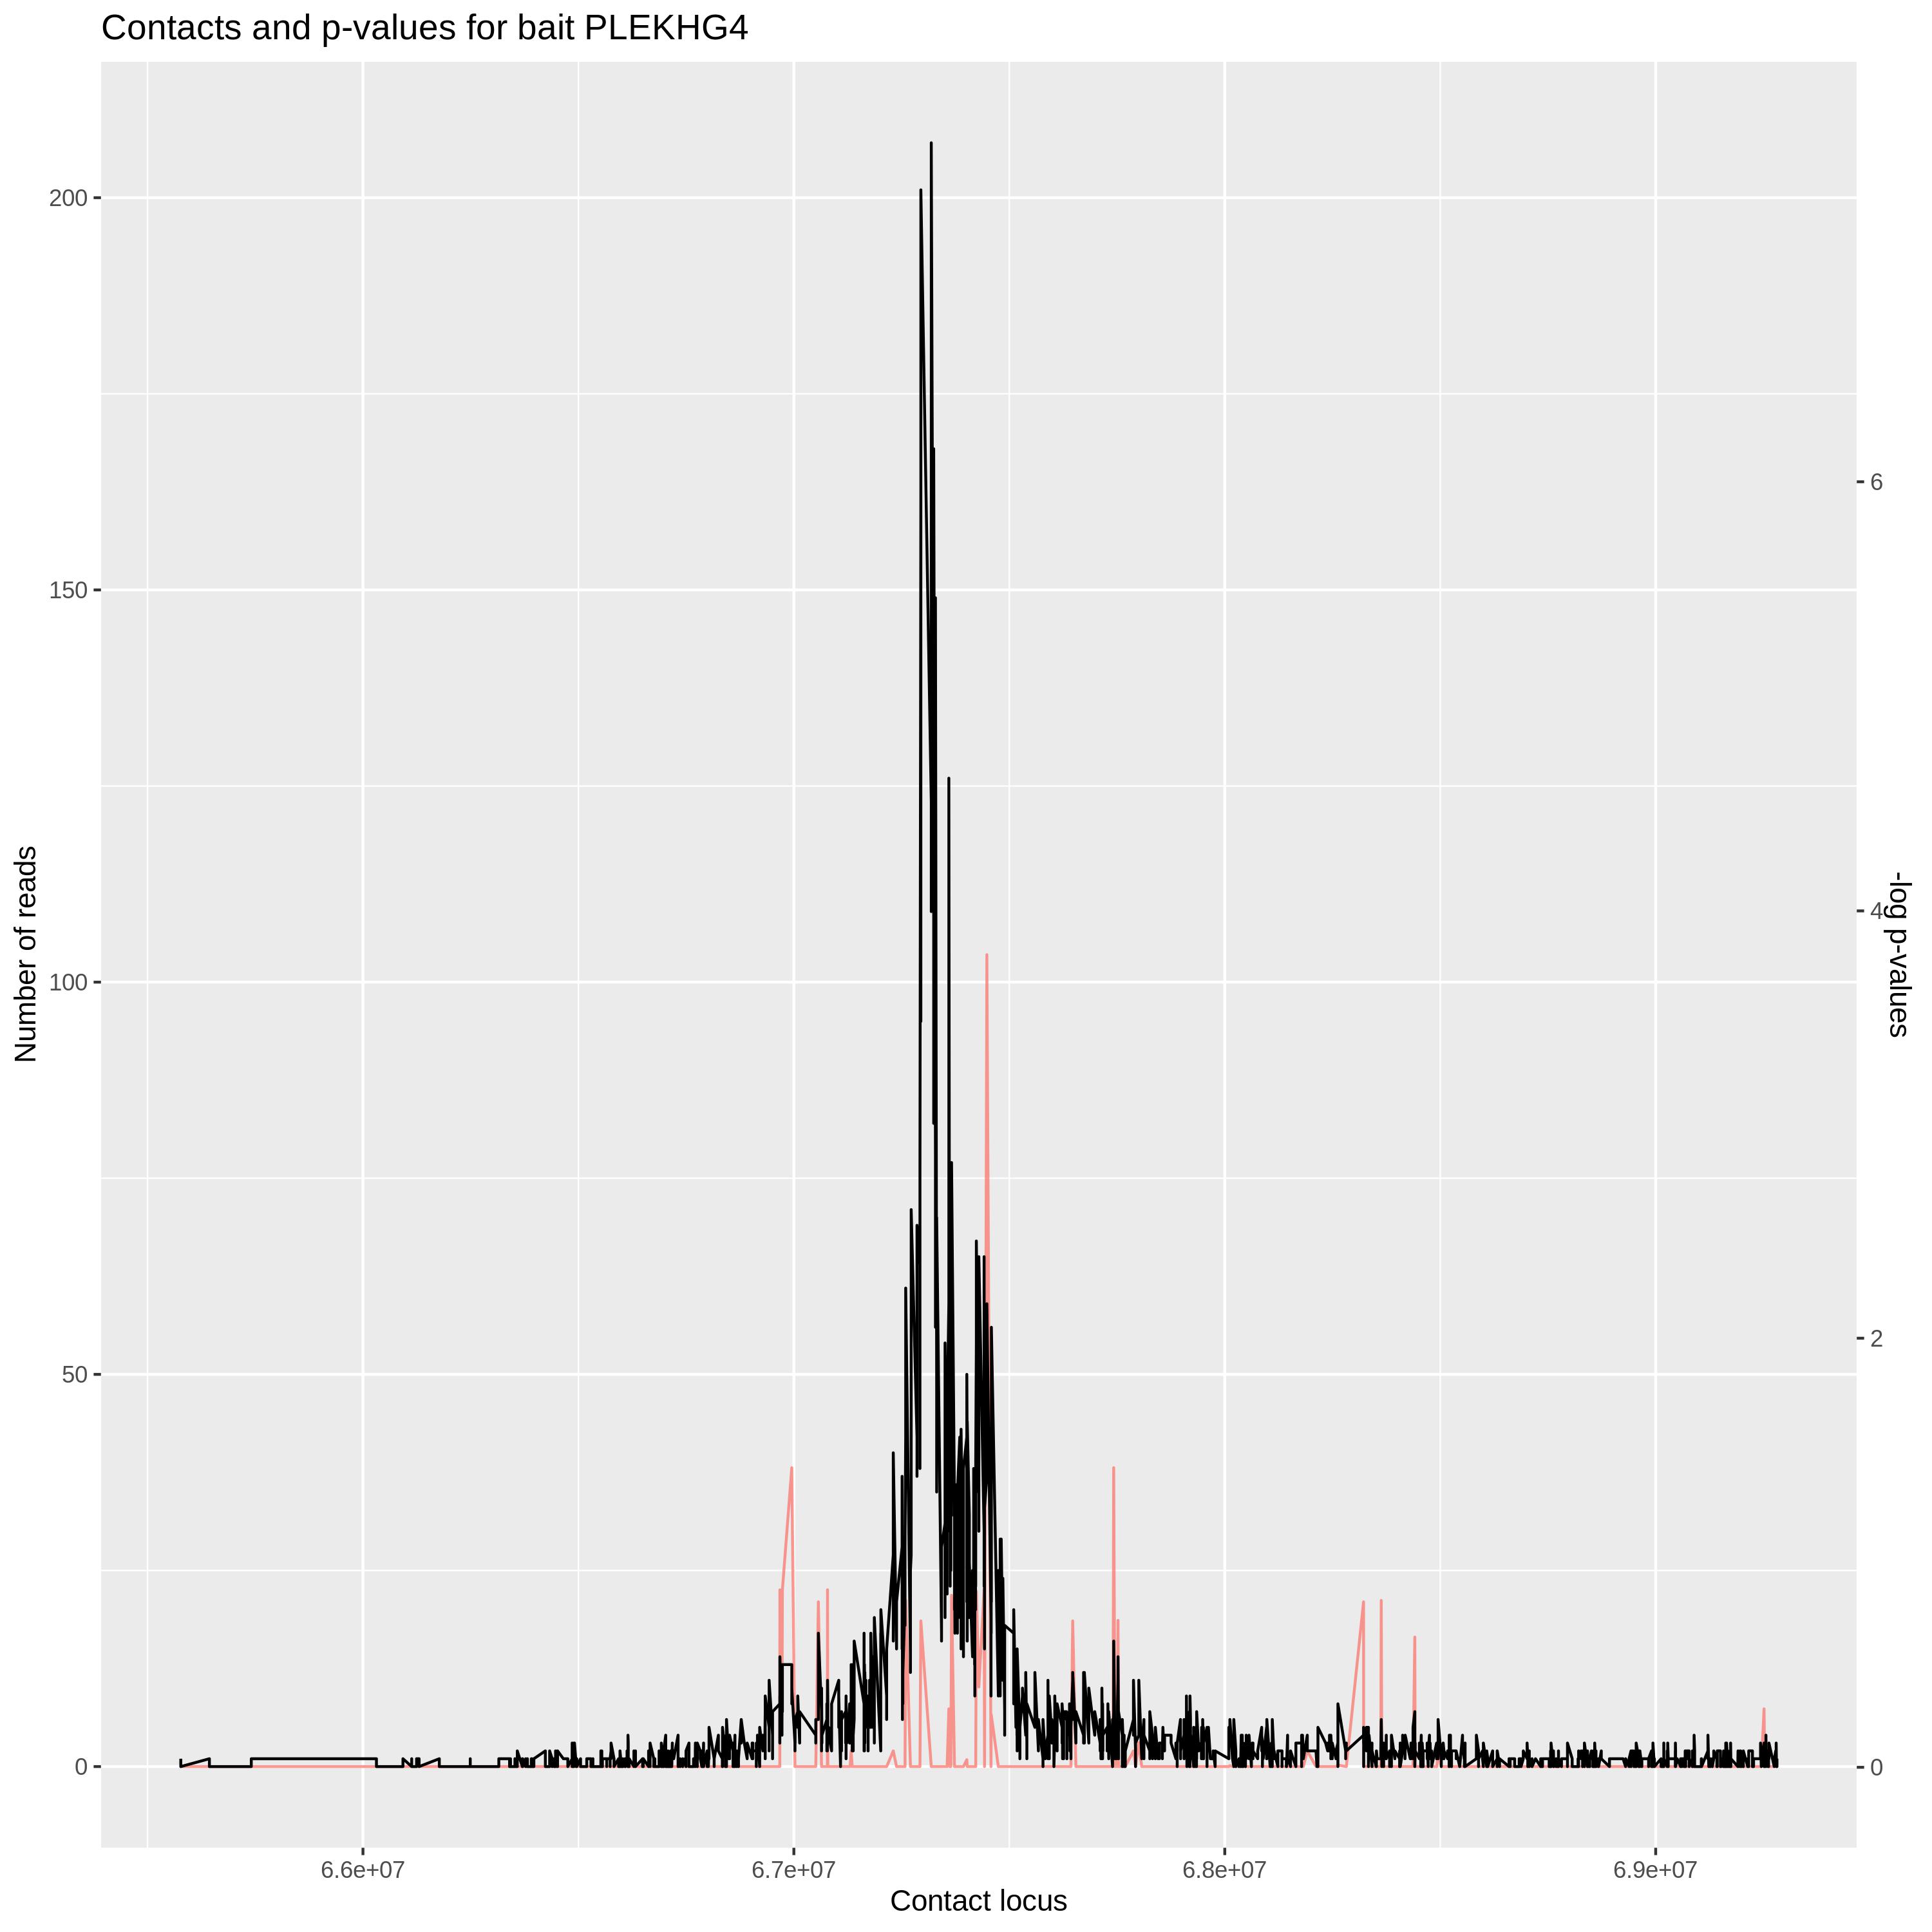 Contacts and p-values for bait PLEKHG4
Number of reads
200
150
100
50
0
6
4
2
0
-log p-values
6.6e+07
6.7e+07
6.8e+07
6.9e+07
Contact locus